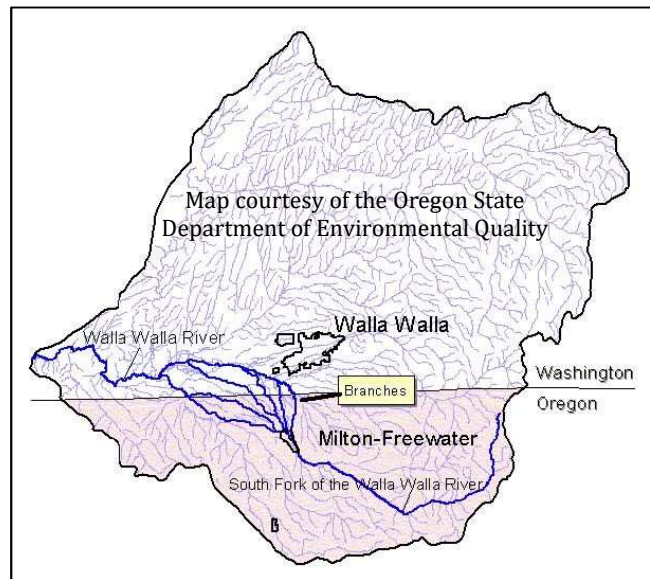 Map courtesy of the Oregon State
Department of Environmental Quality
Walla Walla
Walla Walla River
Branches
Washington
Oregon
Milton-Freewater
South Fork of the Walla Walla River